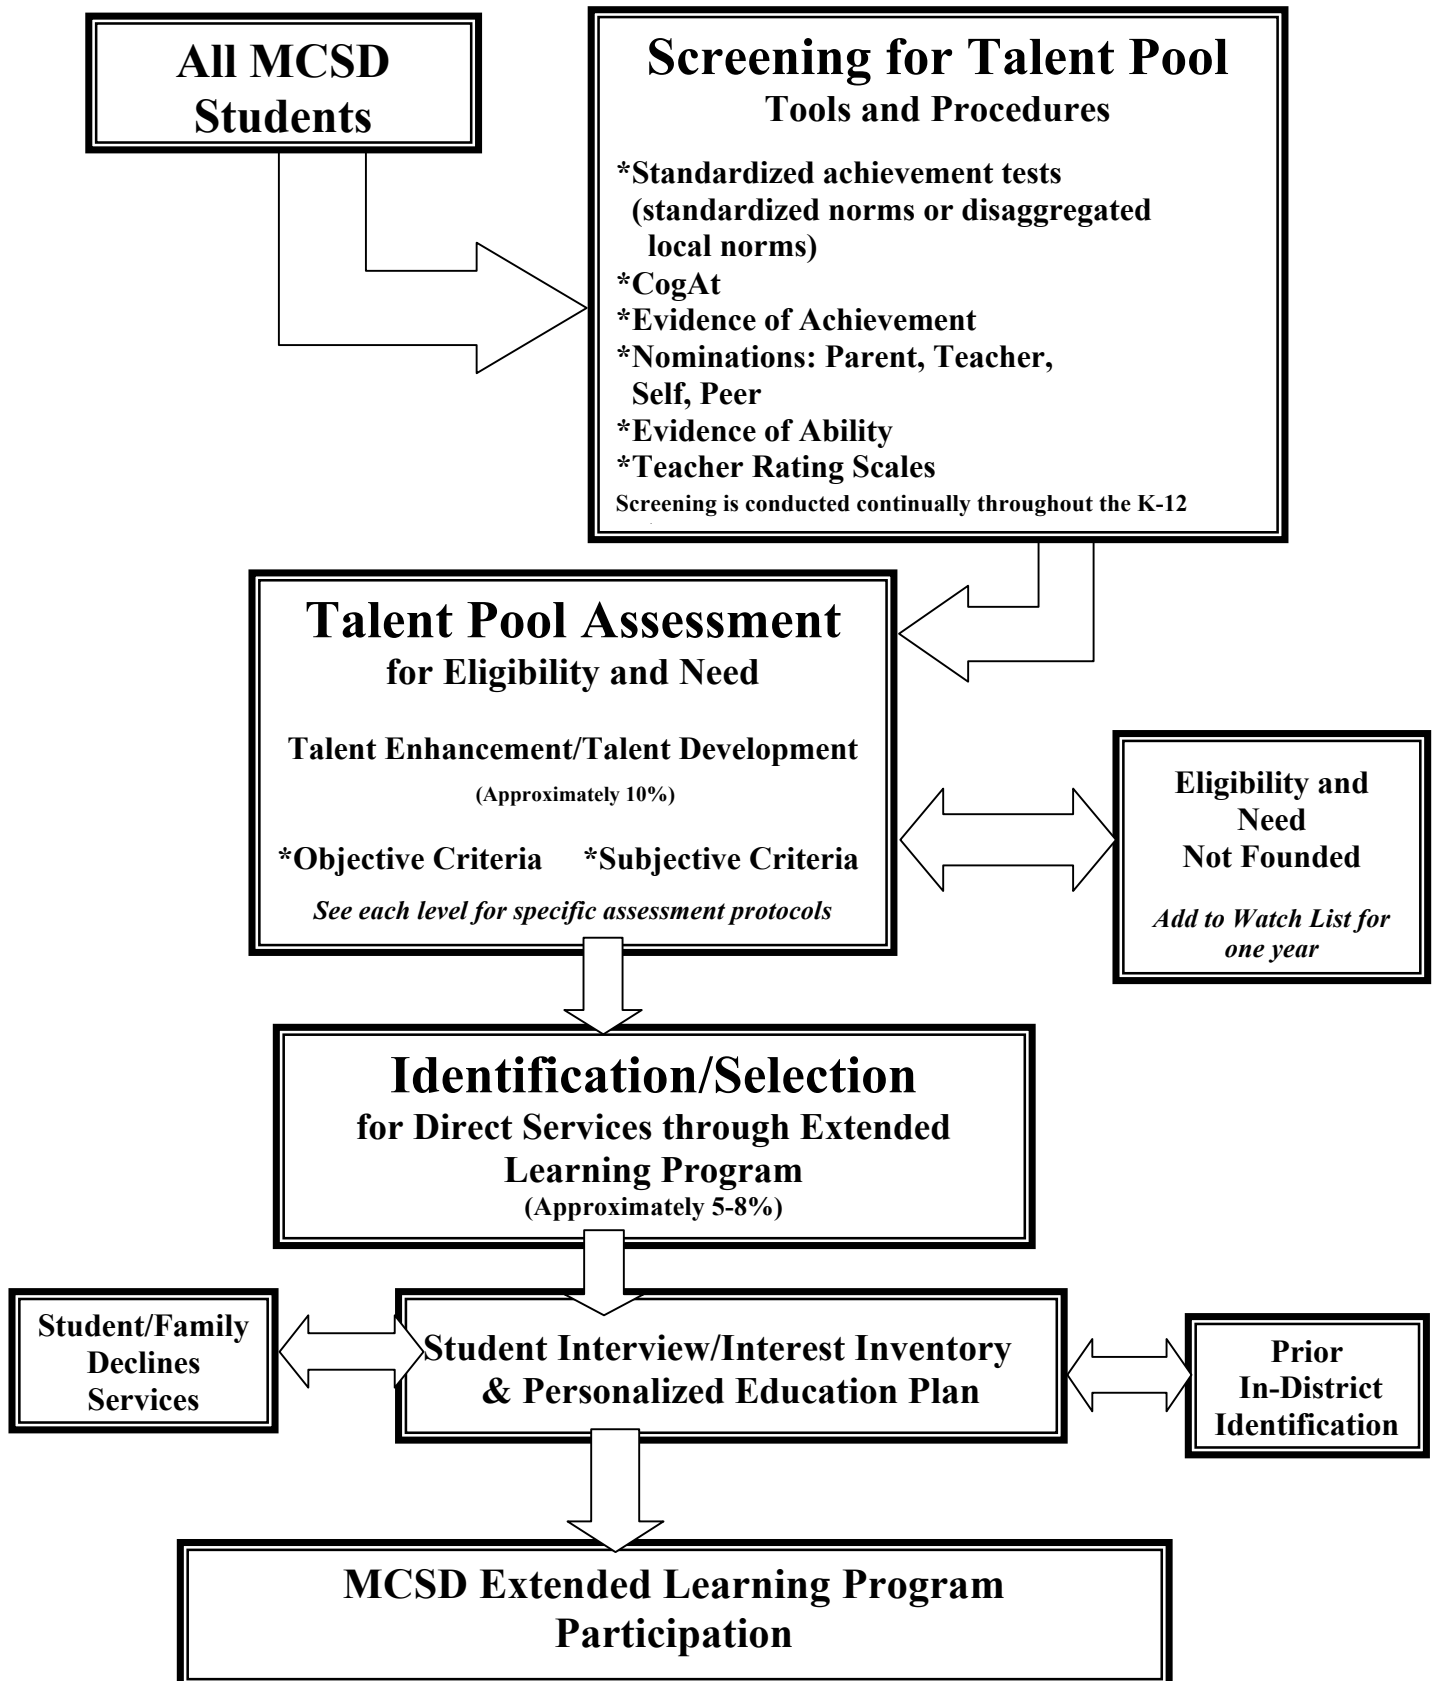 All MCSD
Students
Screening for Talent Pool
Tools and Procedures
*Standardized achievement tests
(standardized norms or disaggregated
local norms)
*CogAt
*Evidence of Achievement
*Nominations: Parent, Teacher,
Self, Peer
*Evidence of Ability
*Teacher Rating Scales
Screening is conducted continually throughout the K-12
Talent Pool Assessment
for Eligibility and Need
Talent Enhancement/Talent Development
(Approximately 10%)
*Objective Criteria *Subjective Criteria
See each level for specific assessment protocols
Eligibility and
Need
Not Founded
Add to Watch List for
one year
Identification/Selection
for Direct Services through Extended
Learning Program
(Approximately 5-8%)
Student/Family
Declines
Services
Student Interview/Interest Inventory
& Personalized Education Plan
Prior
In-District
Identification
MCSD Extended Learning Program
Participation